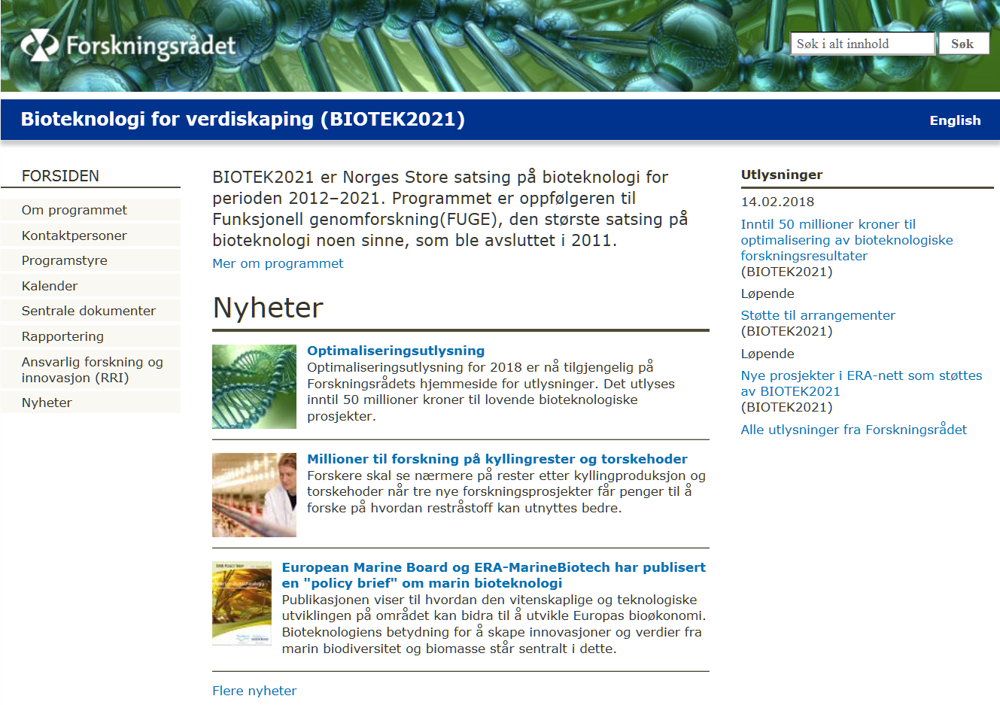 Forskningsrådet
Søk i alt innhold
Søk
Bioteknologi for verdiskaping (BIOTEK2021)
English
FORSIDEN
Om programmet
Kontaktpersoner
Programstyre
Kalender
Sentrale dokumenter
Rapportering
Ansvarlig forskning og
innovasjon (RRI)
Nyheter
BIOTEK2021 er Norges Store satsing på bioteknologi for
perioden 2012–2021. Programmet er oppfølgeren til
Funksjonell genomforskning(FUGE), den største satsing på
bioteknologi noen sinne, som ble avsluttet i 2011.
Mer om programmet
Nyheter
Optimaliseringsutlysning
Optimaliseringsutlysning for 2018 er nå tilgjengelig på
Forskningsrådets hjemmeside for utlysninger. Det utlyses
inntil 50 millioner kroner til lovende bioteknologiske
prosjekter.
Millioner til forskning på kyllingrester og torskehoder
Forskere skal se nærmere på rester etter kyllingproduksjon og
torskehoder når tre nye forskningsprosjekter får penger til å
forske på hvordan restråstoff kan utnyttes bedre.
European Marine Board og ERA-MarineBiotech har publisert
en "policy brief" om marin bioteknologi
Publikasjonen viser til hvordan den vitenskaplige og teknologiske
utviklingen på området kan bidra til å utvikle Europas bioøkonomi.
Bioteknologiens betydning for å skape innovasjoner og verdier fra
marin biodiversitet og biomasse står sentralt i dette.
Flere nyheter
Utlysninger
14.02.2018
Inntil 50 millioner kroner til
optimalisering av bioteknologiske
forskningsresultater
(BIOTEK2021)
Løpende
Støtte til arrangementer
(BIOTEK2021)
Løpende
Nye prosjekter i ERA-nett som støttes
av BIOTEK2021
(BIOTEK2021)
Alle utlysninger fra Forskningsrådet